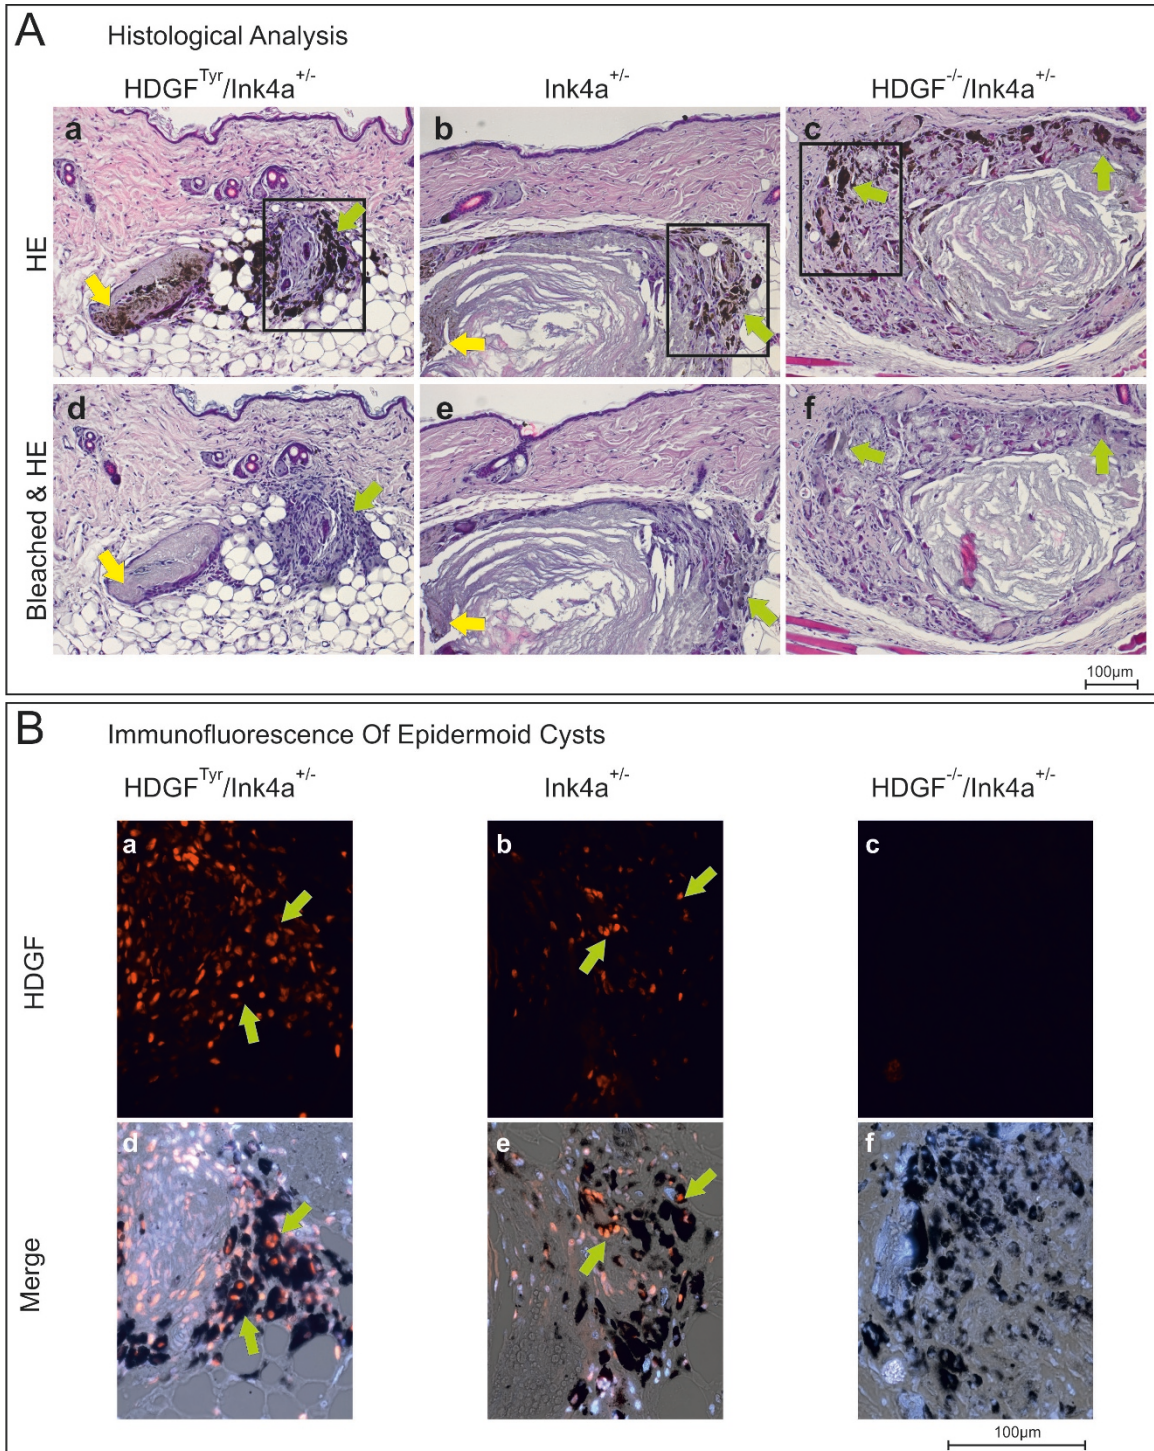 A Histological Analysis
HDGF^Tyr/Ink4a^+/- Ink4a^+/- HDGF^-/-/Ink4a^+/-
HE
a b c
Bleached & HE
d e f
100µm
B Immunofluorescence Of Epidermoid Cysts
HDGF^Tyr/Ink4a^+/- Ink4a^+/- HDGF^-/-/Ink4a^+/-
HDGF
a b c
Merge
d e f
100µm